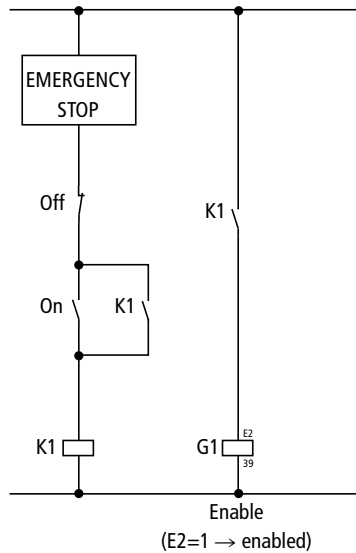 EMERGENCY
STOP
Off
K1
On
K1
K1
G1
E2
39
Enable
(E2=1 → enabled)